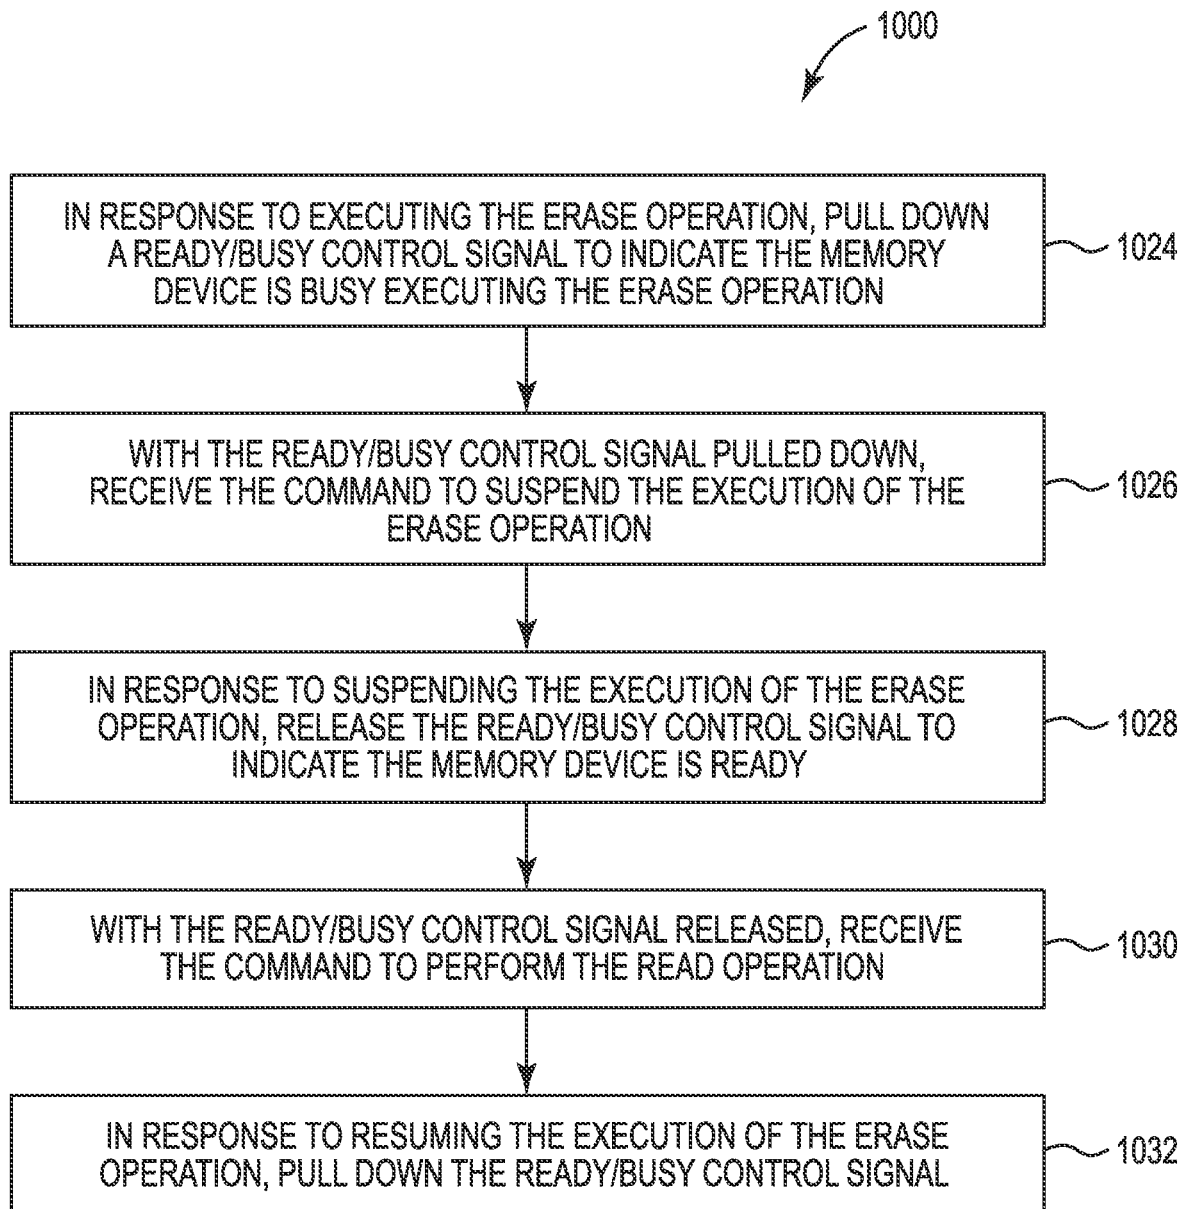 1000
IN RESPONSE TO EXECUTING THE ERASE OPERATION, PULL DOWN
A READY/BUSY CONTROL SIGNAL TO INDICATE THE MEMORY
DEVICE IS BUSY EXECUTING THE ERASE OPERATION
1024
WITH THE READY/BUSY CONTROL SIGNAL PULLED DOWN,
RECEIVE THE COMMAND TO SUSPEND THE EXECUTION OF THE
ERASE OPERATION
1026
IN RESPONSE TO SUSPENDING THE EXECUTION OF THE ERASE
OPERATION, RELEASE THE READY/BUSY CONTROL SIGNAL TO
INDICATE THE MEMORY DEVICE IS READY
1028
WITH THE READY/BUSY CONTROL SIGNAL RELEASED, RECEIVE
THE COMMAND TO PERFORM THE READ OPERATION
1030
IN RESPONSE TO RESUMING THE EXECUTION OF THE ERASE
OPERATION, PULL DOWN THE READY/BUSY CONTROL SIGNAL
1032